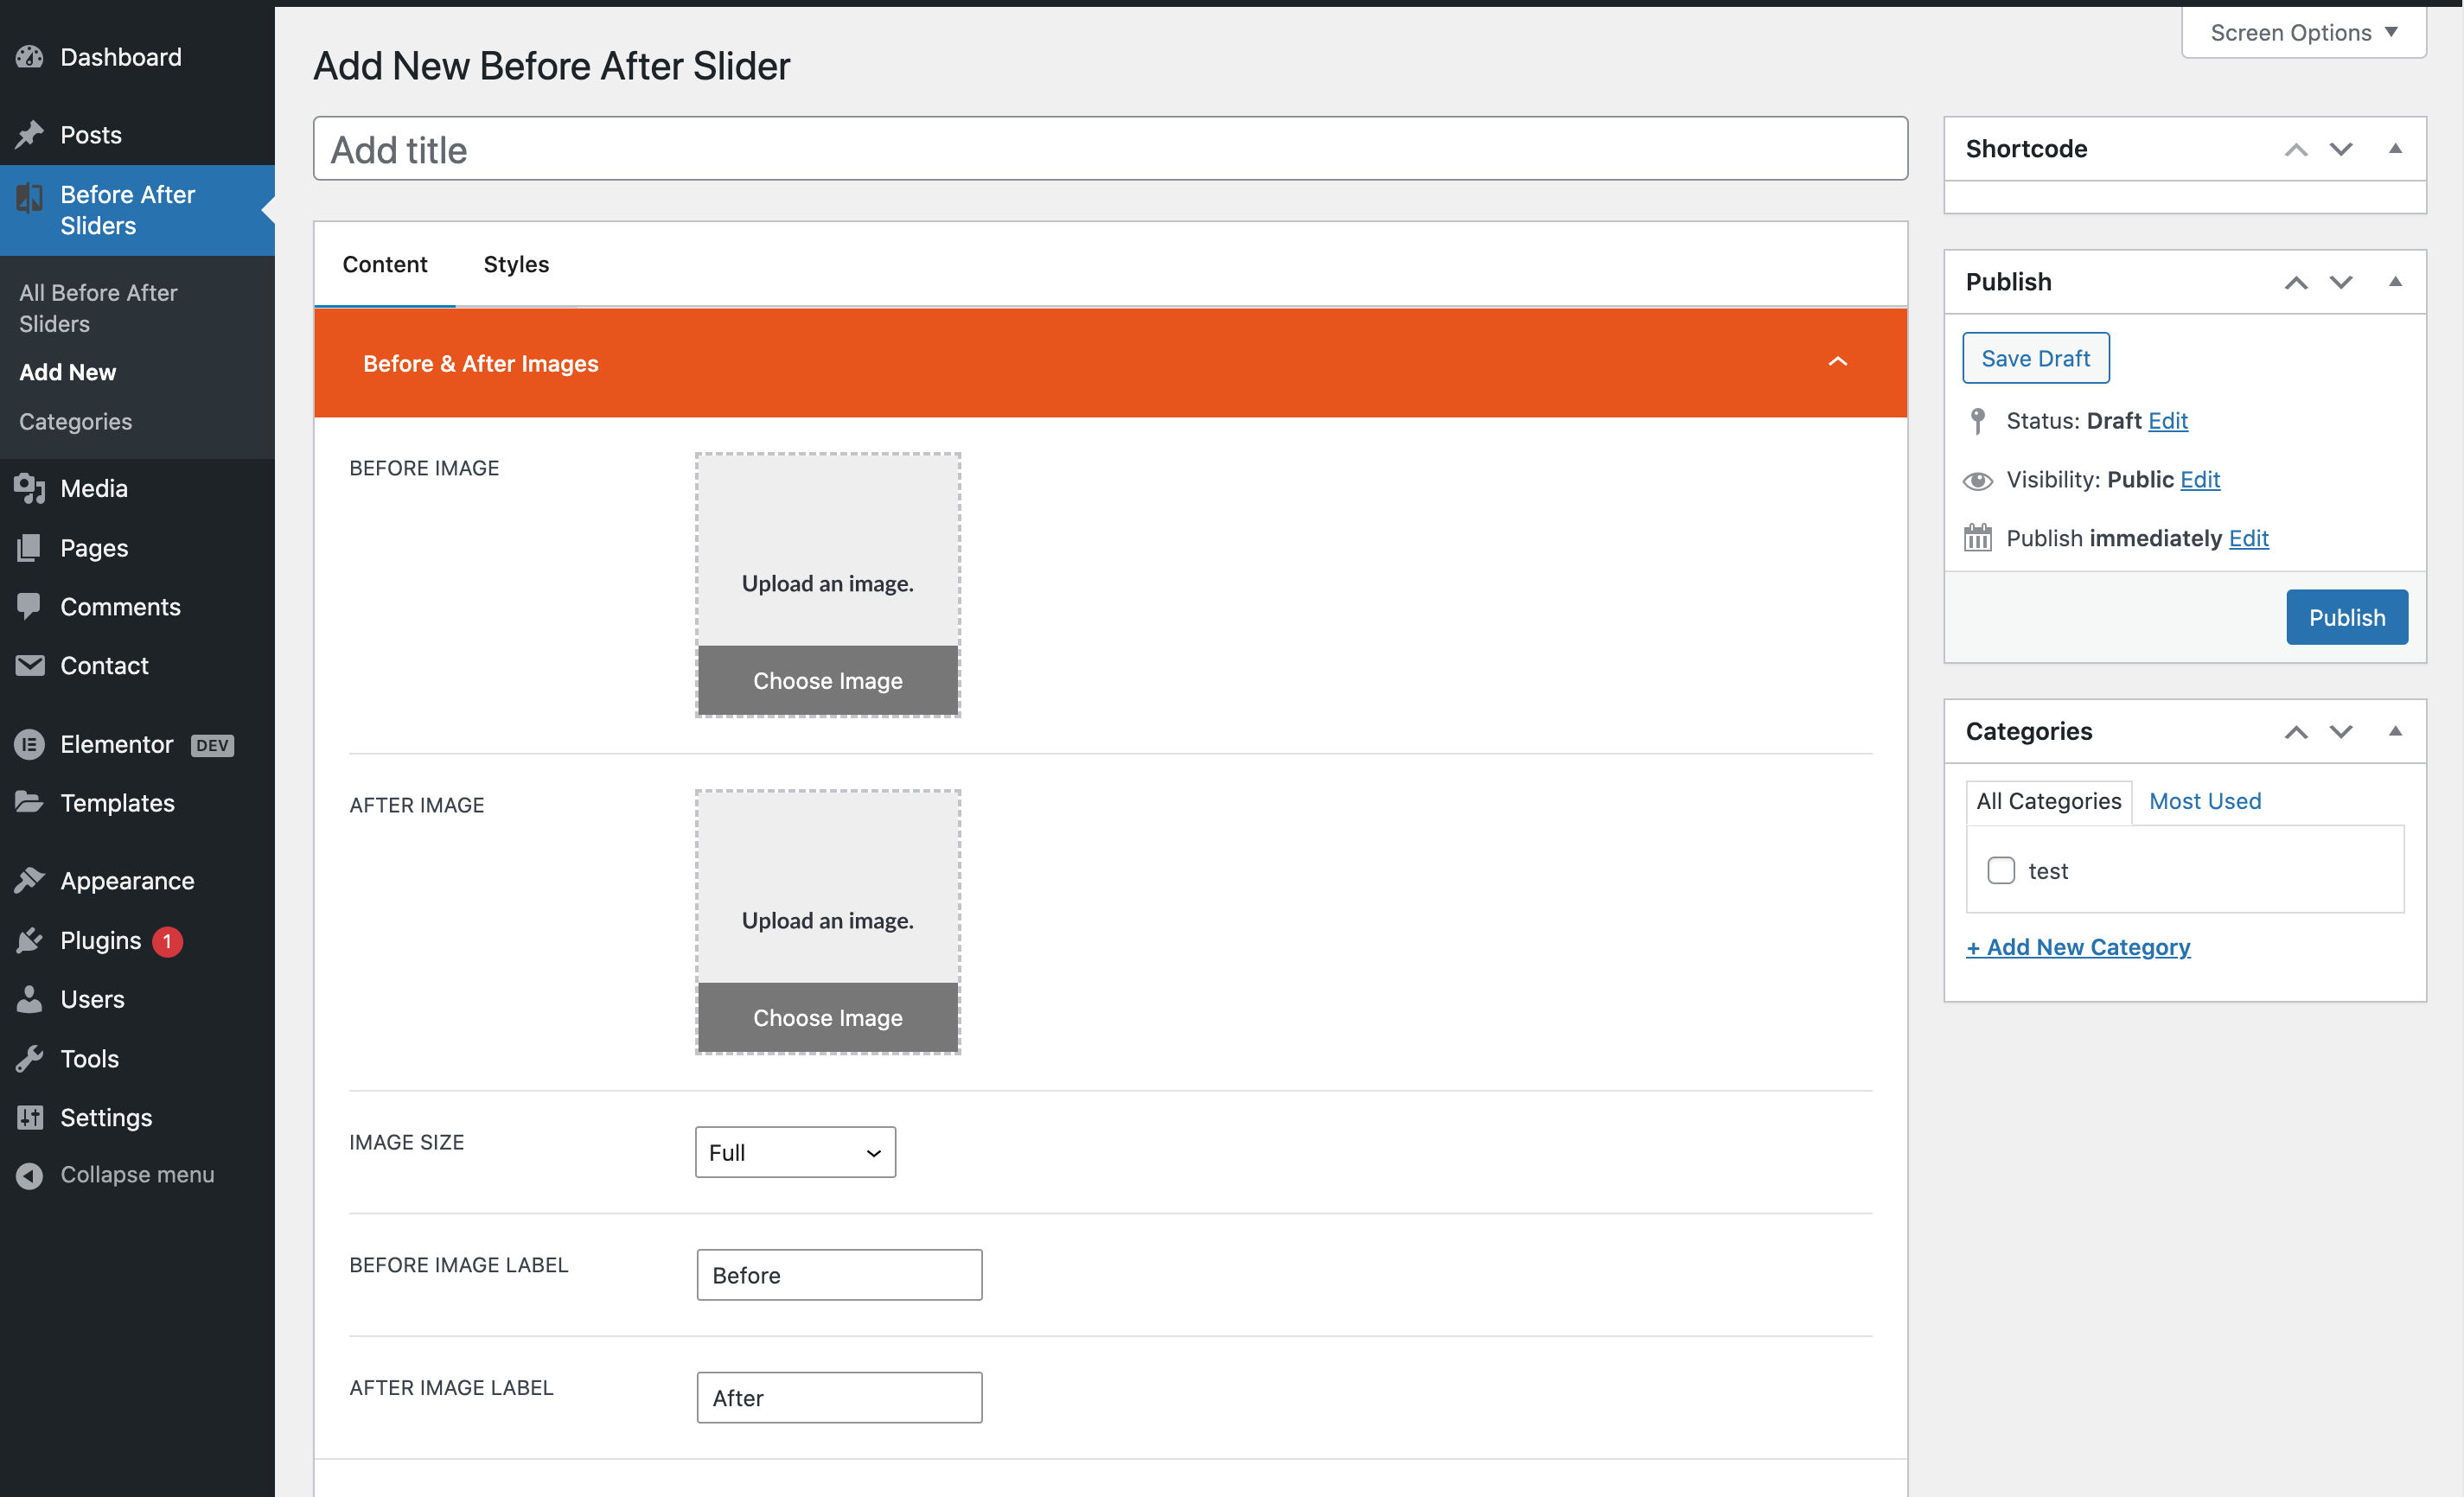 Dashboard
Posts
Before After
Sliders
All Before After
Sliders
Add New
Categories
Media
Pages
Comments
Contact
Elementor DEV
Templates
Appearance
Plugins 1
Users
Tools
Settings
Collapse menu
Screen Options
Add New Before After Slider
Add title
Content Styles
Before & After Images
BEFORE IMAGE
Upload an image.
Choose Image
AFTER IMAGE
Upload an image.
Choose Image
IMAGE SIZE
Full
BEFORE IMAGE LABEL
Before
AFTER IMAGE LABEL
After
Shortcode
Publish
Save Draft
Status: Draft Edit
Visibility: Public Edit
Publish immediately Edit
Publish
Categories
All Categories Most Used
test
+ Add New Category